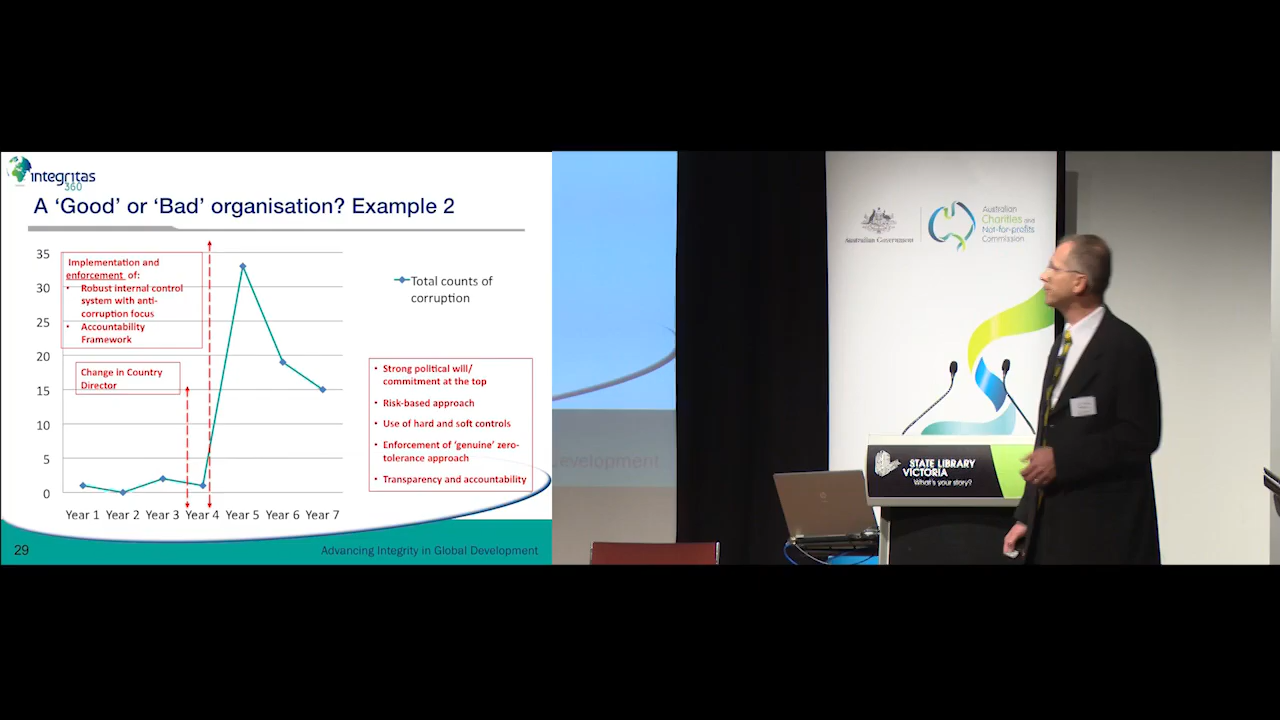 integritas
360
A ‘Good’ or ‘Bad’ organisation? Example 2
35
30
25
20
15
10
5
0
Implementation and
enforcement of:
• Robust internal control
system with anti-
corruption focus
• Accountability
Framework
Change in Country
Director
Total counts of
corruption
• Strong political will/
commitment at the top
• Risk-based approach
• Use of hard and soft controls
• Enforcement of ‘genuine’ zero-
tolerance approach
• Transparency and accountability
Year 1 Year 2 Year 3 Year 4 Year 5 Year 6 Year 7
29
Advancing Integrity in Global Development
Development
Australian Government
Australian
Charities and
Not-for-profits
Commission
STATE LIBRARY
VICTORIA
What's your story?